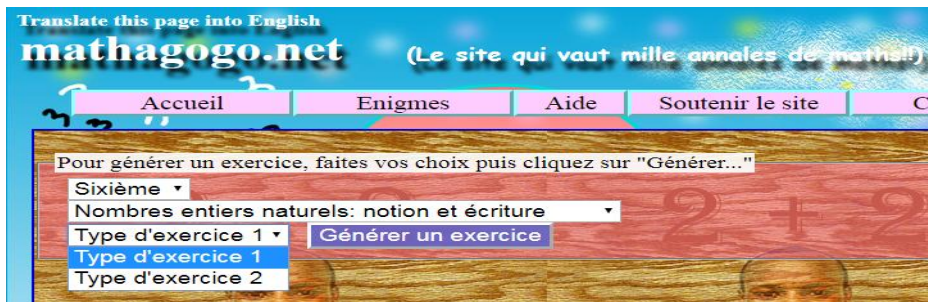 Translate this page into English
mathagogo.net (Le site qui vaut mille annales de maths!!)
Accueil Enigmes Aide Soutenir le site C
Pour générer un exercice, faites vos choix puis cliquez sur "Générer..."
Sixième
Nombres entiers naturels: notion et écriture
Type d'exercice 1 Générer un exercice
Type d'exercice 1
Type d'exercice 2
2 + 2